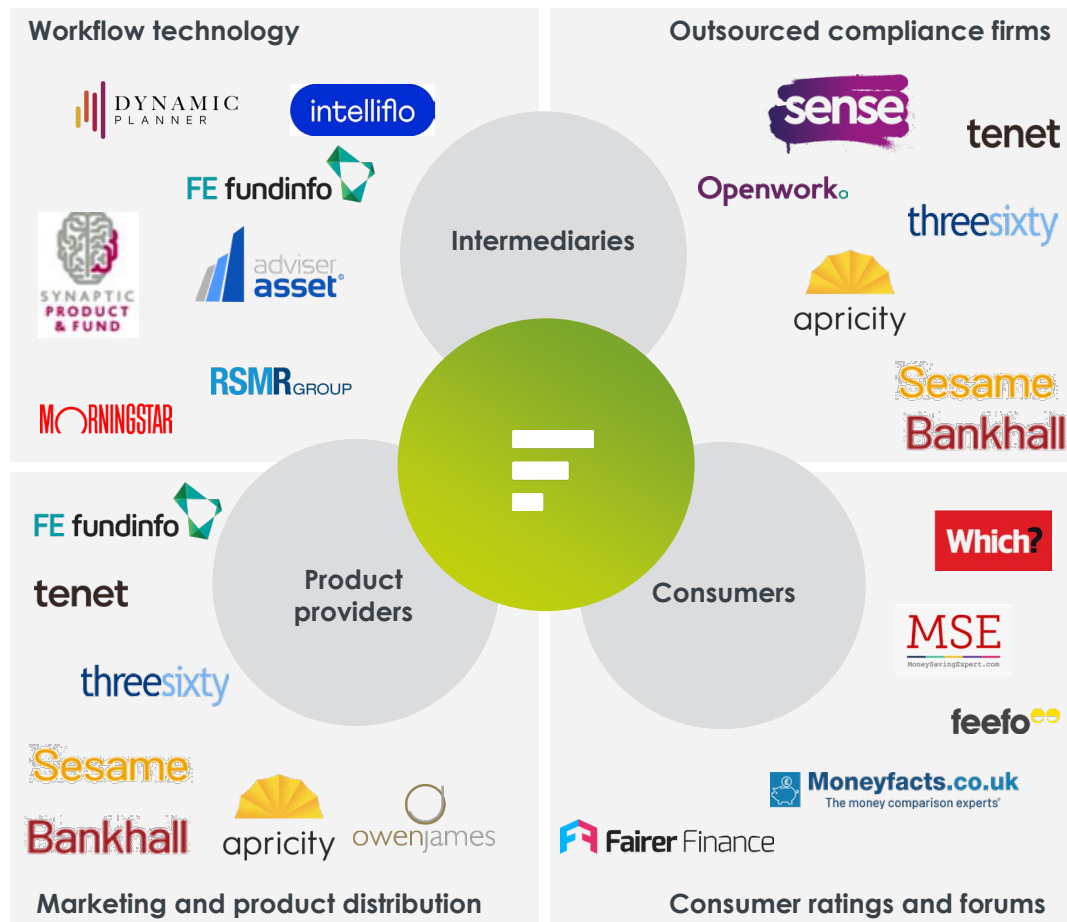 Workflow technology
DYNAMIC
PLANNER
intelliflo
FE fundinfo
SYNAPTIC
PRODUCT
& FUND
adviser
asset©
RSMR GROUP
MORNINGSTAR
Outsourced compliance firms
sense
tenet
Openwork
threesixty
apricity
Sesame
Bankhall
Intermediaries
Product
providers
Consumers
FE fundinfo
tenet
threesixty
Sesame
Bankhall
apricity
owenjames
Marketing and product distribution
Which?
MSE
MoneySavingExpert.com
feefo
£
Moneyfacts.co.uk
The money comparison experts'
Fairer Finance
Consumer ratings and forums